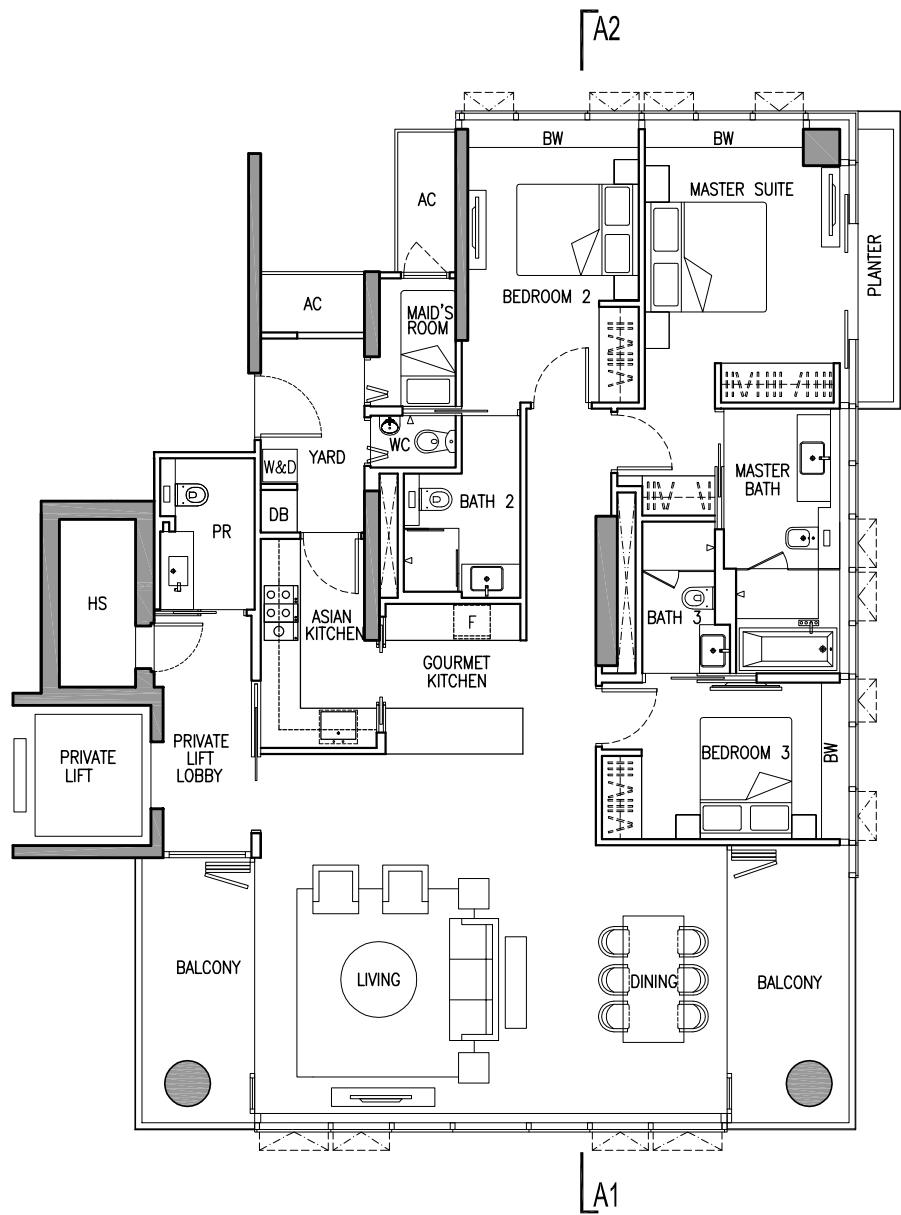 A2
BW
BW
AC
MASTER SUITE
PLANTER
BEDROOM 2
AC
MAID'S
ROOM
WC
YARD
W&D
MASTER
BATH
BATH 2
DB
PR
HS
ASIAN
KITCHEN
F
BATH 3
GOURMET
KITCHEN
PRIVATE
LIFT
PRIVATE
LIFT
LOBBY
BEDROOM 3
BW
BALCONY
LIVING
DINING
BALCONY
A1